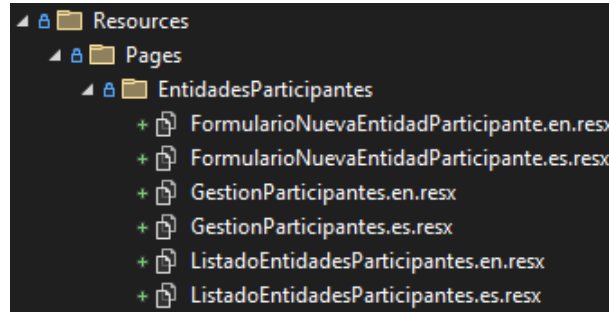 Resources
Pages
EntidadesParticipantes
FormularioNuevaEntidadParticipante.en.resx
FormularioNuevaEntidadParticipante.es.resx
GestionParticipantes.en.resx
GestionParticipantes.es.resx
ListadoEntidadesParticipantes.en.resx
ListadoEntidadesParticipantes.es.resx